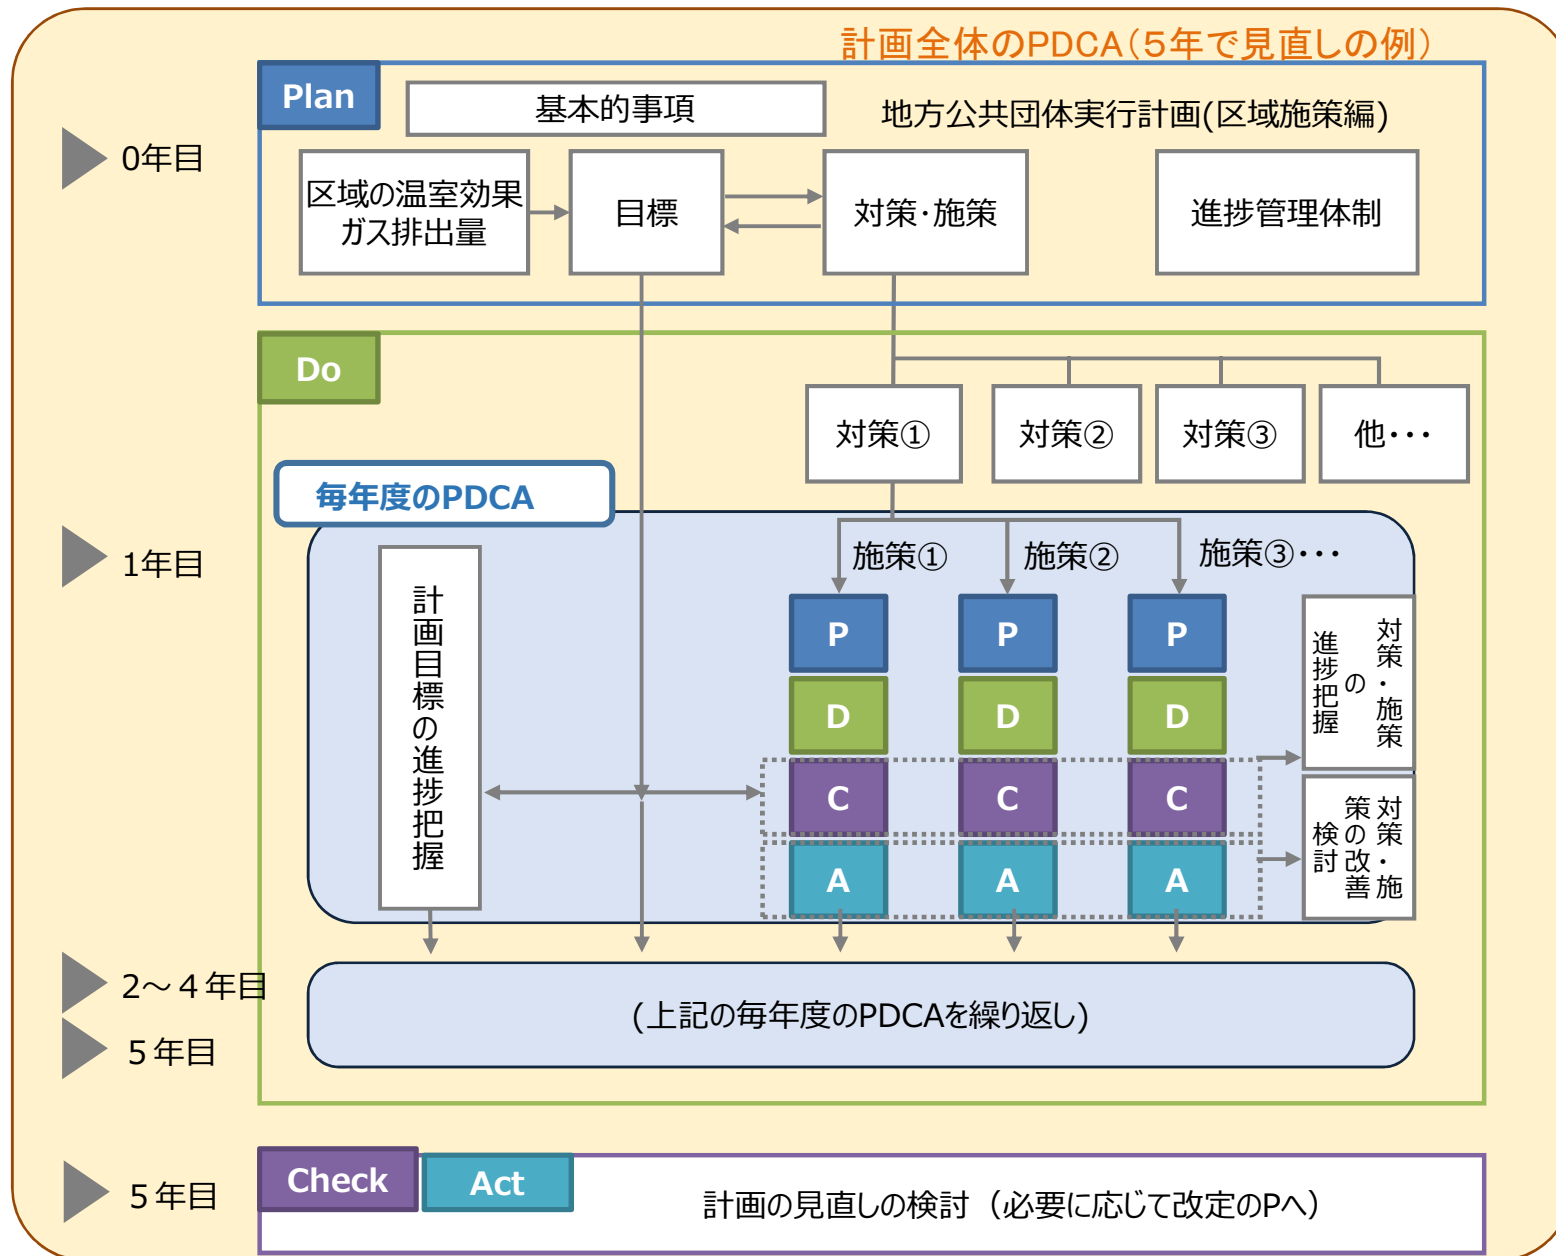 計画全体のPDCA（５年で見直しの例）
Plan
基本的事項
地方公共団体実行計画(区域施策編)
0年目
区域の温室効果
ガス排出量
目標
対策・施策
進捗管理体制
Do
対策①
対策②
対策③
他・・・
毎年度のPDCA
1年目
施策①
施策②
施策③・・・
計画目標の進捗把握
P
P
P
D
D
D
C
C
C
A
A
A
対策・施策
の
進捗把握
対策・施
策の改善
検討
2～４年目
５年目
(上記の毎年度のPDCAを繰り返し)
５年目
Check
Act
計画の見直しの検討（必要に応じて改定のPへ）